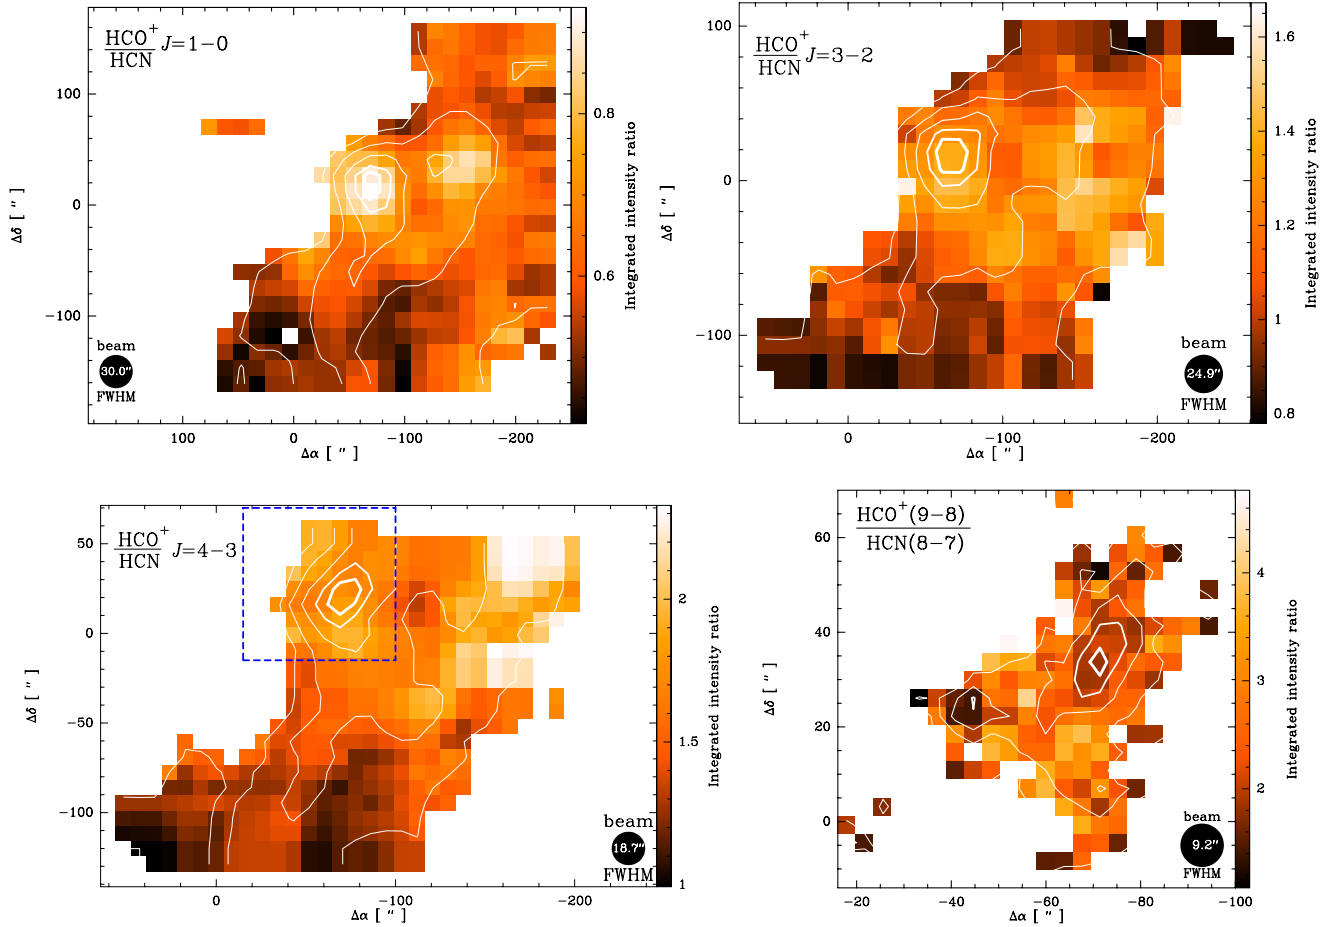 HCO+ J=1−0
HCN
100
0
−100
Δδ [ ″ ]
beam
30.0″
FWHM
100 0 −100 −200
Δα [ ″ ]
0.8
0.6
Integrated intensity ratio
HCO+ J=3−2
HCN
100
0
−100
Δδ [ ″ ]
beam
24.9″
FWHM
0 −100 −200
Δα [ ″ ]
1.6
1.4
1.2
1
0.8
Integrated intensity ratio
HCO+ J=4−3
HCN
50
0
−50
−100
Δδ [ ″ ]
beam
18.7″
FWHM
0 −100 −200
Δα [ ″ ]
2
1.5
1
Integrated intensity ratio
HCO+(9−8)
HCN(8−7)
60
40
20
0
Δδ [ ″ ]
beam
9.2″
FWHM
−20 −40 −60 −80 −100
Δα [ ″ ]
4
3
2
Integrated intensity ratio